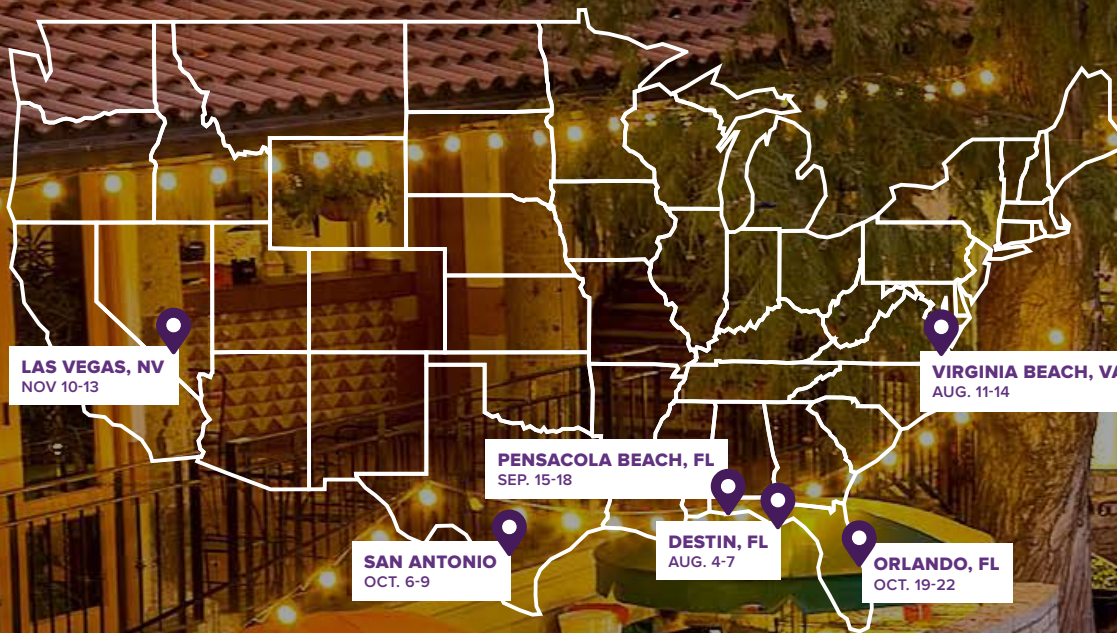 LAS VEGAS, NV
NOV 10-13
VIRGINIA BEACH, VA
AUG. 11-14
PENSACOLA BEACH, FL
SEP. 15-18
DESTIN, FL
AUG. 4-7
SAN ANTONIO
OCT. 6-9
ORLANDO, FL
OCT. 19-22